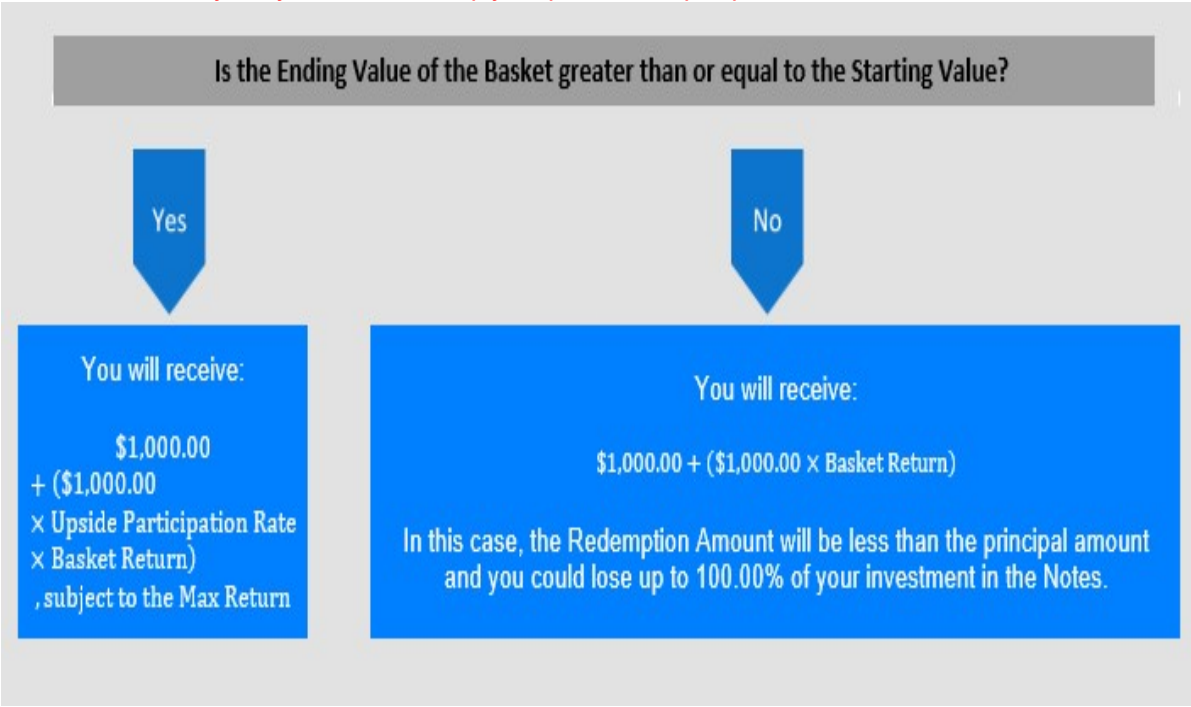 Is the Ending Value of the Basket greater than or equal to the Starting Value?
Yes
No
You will receive:
$1,000.00
+ ($1,000.00
× Upside Participation Rate
× Basket Return)
, subject to the Max Return
You will receive:
$1,000.00 + ($1,000.00 × Basket Return)
In this case, the Redemption Amount will be less than the principal amount
and you could lose up to 100.00% of your investment in the Notes.